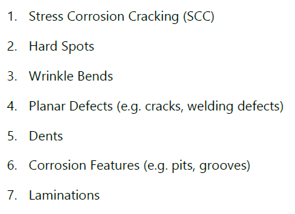 1. Stress Corrosion Cracking (SCC)
2. Hard Spots
3. Wrinkle Bends
4. Planar Defects (e.g. cracks, welding defects)
5. Dents
6. Corrosion Features (e.g. pits, grooves)
7. Laminations